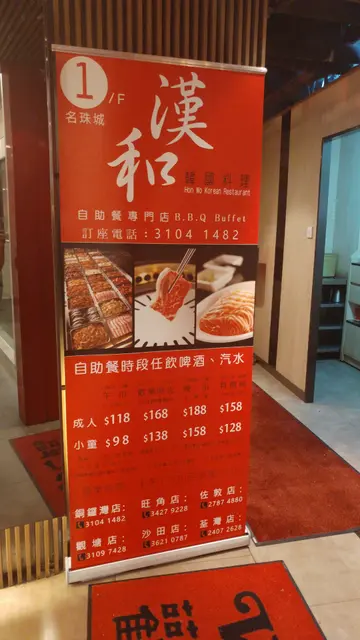 1/F
名珠城
漢和
韓國料理
Hon Wo Korean Restaurant
自助餐專門店B.B.Q Buffet
訂座電話:3104 1482
自助餐時段任飲啤酒、汽水
成人 $118 $168 $188 $158
小童 $98 $138 $158 $128
銅鑼灣店: 旺角店: 佐敦店:
3104 1482 3427 9228 2787 4880
觀塘店: 沙田店: 荃灣店:
3109 7428 3621 0787 2407 2628